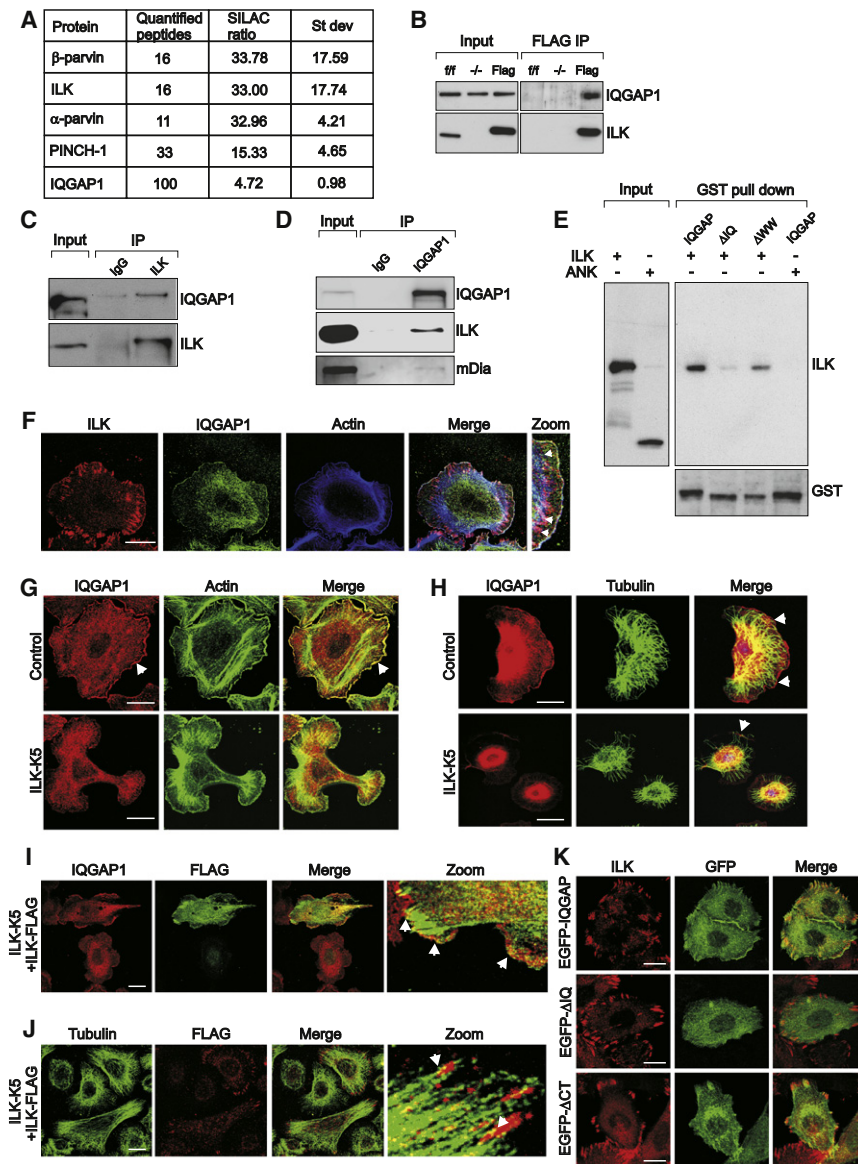 A
Protein Quantified peptides SILAC ratio St dev
β-parvin 16 33.78 17.59
ILK 16 33.00 17.74
α-parvin 11 32.96 4.21
PINCH-1 33 15.33 4.65
IQGAP1 100 4.72 0.98
B
Input FLAG IP
f/f -/- Flag f/f -/- Flag
IQGAP1
ILK
C
Input IP
IgG ILK
IQGAP1
ILK
D
Input IP
IgG IQGAP1
IQGAP1
ILK
mDia
E
Input GST pull down
IQGAP ΔIQ ΔWW IQGAP
ILK + - + + + -
ANK - + - - - +
ILK
GST
F
ILK IQGAP1 Actin Merge Zoom
G
IQGAP1 Actin Merge
Control
ILK-K5
H
IQGAP1 Tubulin Merge
Control
ILK-K5
I
IQGAP1 FLAG Merge Zoom
ILK-K5
+ILK-FLAG
J
Tubulin FLAG Merge Zoom
ILK-K5
+ILK-FLAG
K
ILK GFP Merge
EGFP-IQGAP
EGFP-ΔIQ
EGFP-ΔCT